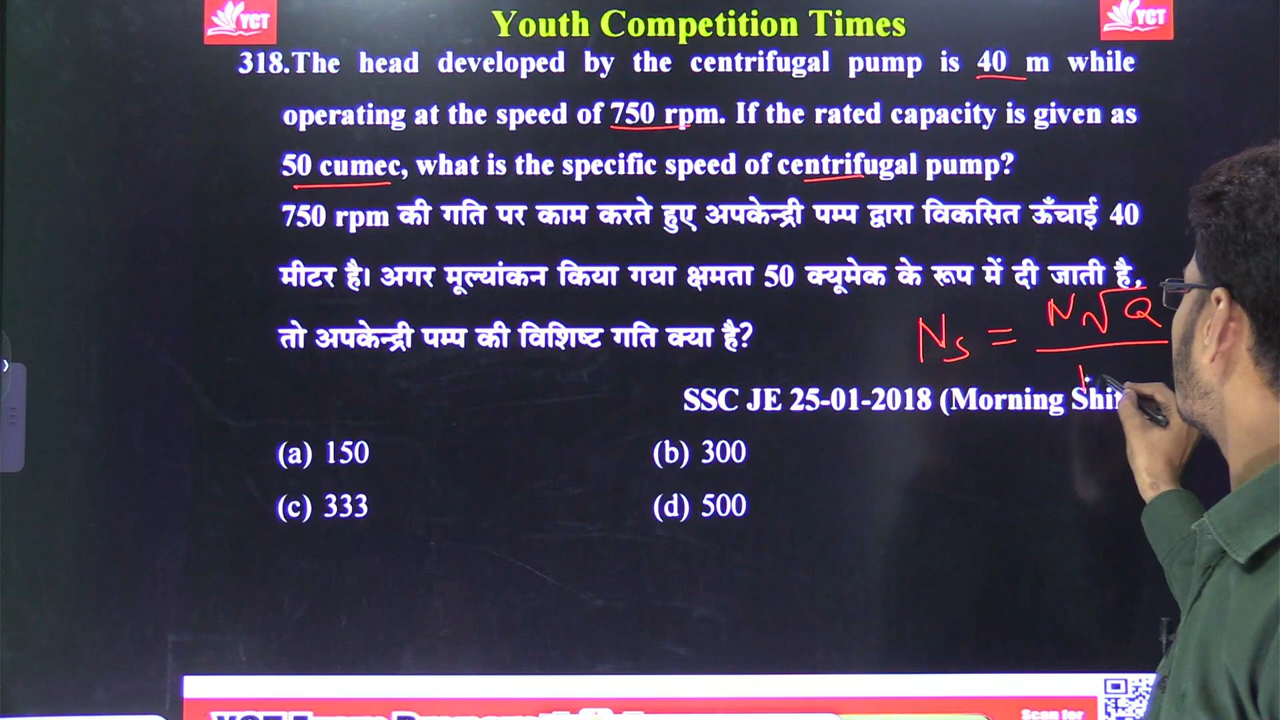 YCT
Youth Competition Times
YCT
318.The head developed by the centrifugal pump is 40 m while
operating at the speed of 750 rpm. If the rated capacity is given as
50 cumec, what is the specific speed of centrifugal pump?
750 rpm की गति पर काम करते हुए अपकेन्द्री पम्प द्वारा विकसित ऊँचाई 40
मीटर है। अगर मूल्यांकन किया गया क्षमता 50 क्यूमेक के रूप में दी जाती है,
तो अपकेन्द्री पम्प की विशिष्ट गति क्या है?
Ns = N√Q
SSC JE 25-01-2018 (Morning
(a) 150
(b) 300
(c) 333
(d) 500
Scan for